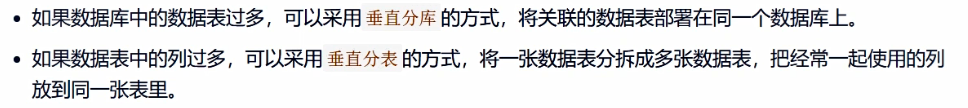 如果数据库中的数据表过多，可以采用 垂直分库 的方式，将关联的数据表部署在同一个数据库上。
如果数据表中的列过多，可以采用 垂直分表 的方式，将一张数据表分拆成多张数据表，把经常一起使用的列
放到同一张表里。